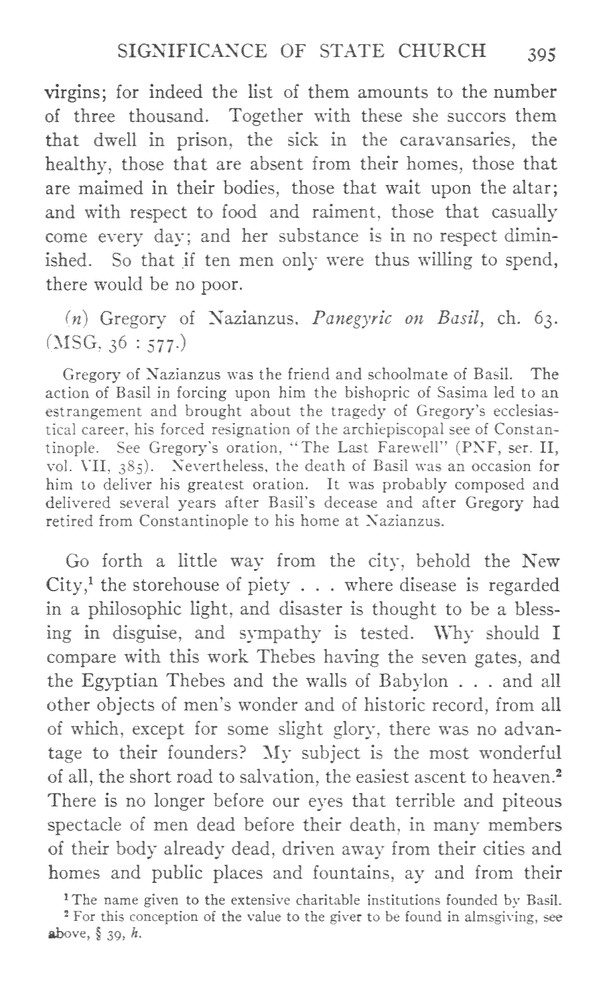 SIGNIFICANCE OF STATE CHURCH 395
virgins; for indeed the list of them amounts to the number
of three thousand. Together with these she succors them
that dwell in prison, the sick in the caravansaries, the
healthy, those that are absent from their homes, those that
are maimed in their bodies, those that wait upon the altar;
and with respect to food and raiment, those that casually
come every day; and her substance is in no respect dimin-
ished. So that if ten men only were thus willing to spend,
there would be no poor.
(n) Gregory of Nazianzus. Panegyric on Basil, ch. 63.
(MSG, 36 : 577.)
Gregory of Nazianzus was the friend and schoolmate of Basil. The
action of Basil in forcing upon him the bishopric of Sasima led to an
estrangement and brought about the tragedy of Gregory's ecclesias-
tical career, his forced resignation of the archiepiscopal see of Constan-
tinople. See Gregory's oration, "The Last Farewell" (PNF, ser. II,
vol. VII, 385). Nevertheless, the death of Basil was an occasion for
him to deliver his greatest oration. It was probably composed and
delivered several years after Basil's decease and after Gregory had
retired from Constantinople to his home at Nazianzus.
Go forth a little way from the city, behold the New
City,¹ the storehouse of piety . . . where disease is regarded
in a philosophic light, and disaster is thought to be a bless-
ing in disguise, and sympathy is tested. Why should I
compare with this work Thebes having the seven gates, and
the Egyptian Thebes and the walls of Babylon . . . and all
other objects of men's wonder and of historic record, from all
of which, except for some slight glory, there was no advan-
tage to their founders? My subject is the most wonderful
of all, the short road to salvation, the easiest ascent to heaven.²
There is no longer before our eyes that terrible and piteous
spectacle of men dead before their death, in many members
of their body already dead, driven away from their cities and
homes and public places and fountains, ay and from their
¹ The name given to the extensive charitable institutions founded by Basil.
² For this conception of the value to the giver to be found in almsgiving, see
above, § 39, h.